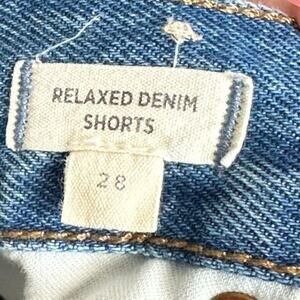 RELAXED DENIM
SHORTS
28